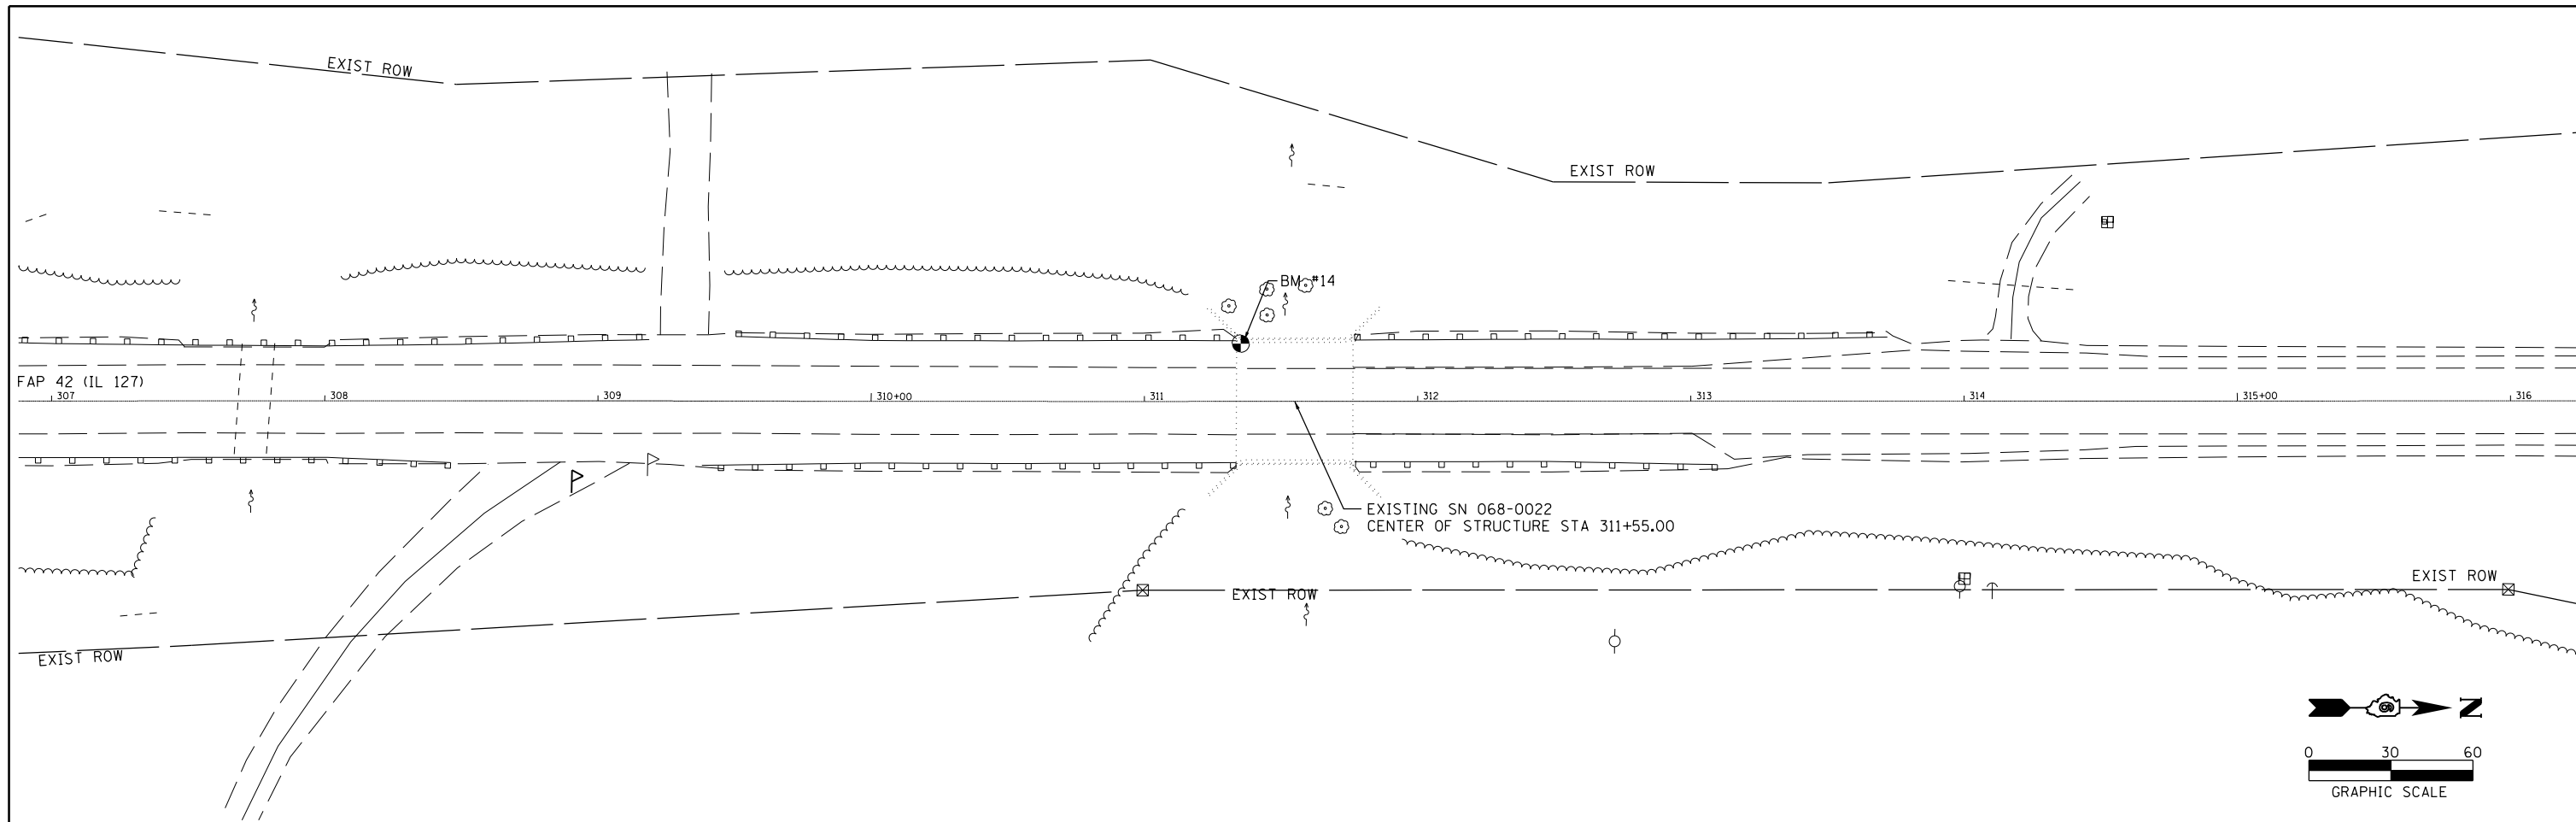 EXIST ROW
EXIST ROW
BM #14
FAP 42 (IL 127)
307 308 309 310+00 311 312 313 314 315+00 316
EXISTING SN 068-0022
CENTER OF STRUCTURE STA 311+55.00
EXIST ROW
EXIST ROW
EXIST ROW
N
0 30 60
GRAPHIC SCALE